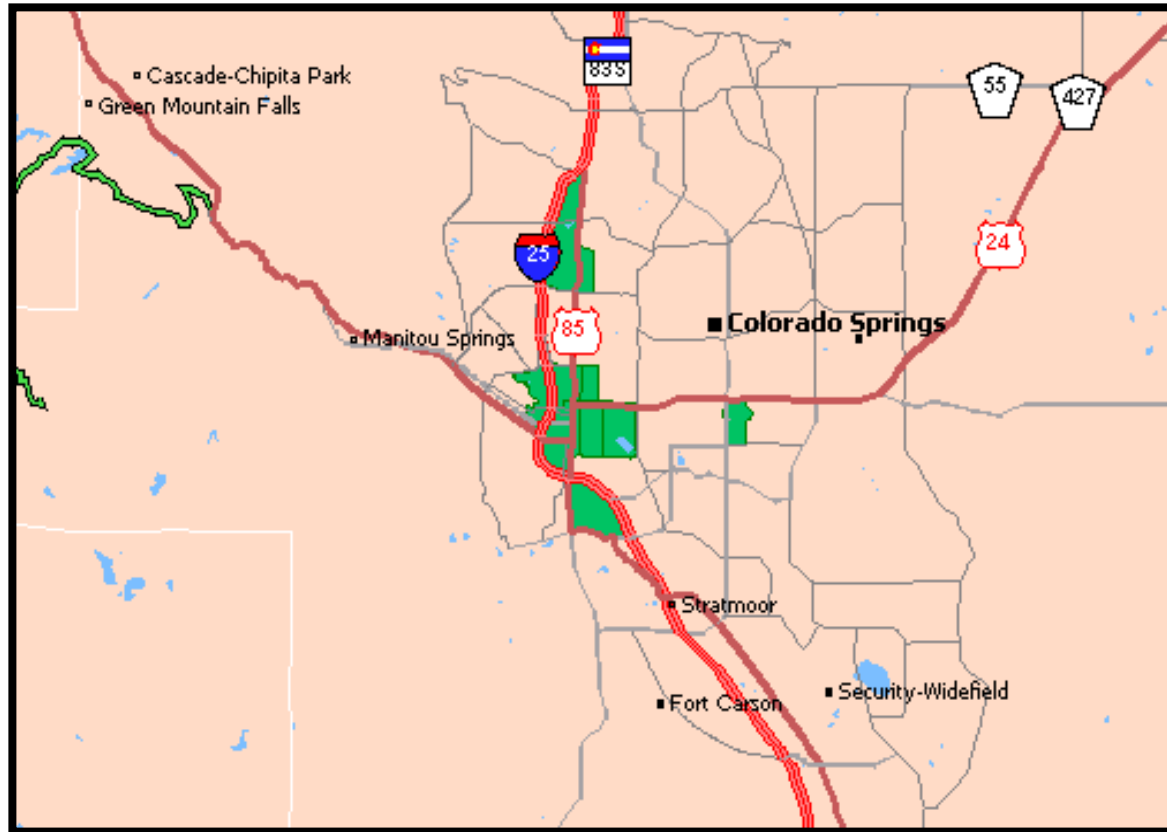 83S
Cascade-Chipita Park
55
427
Green Mountain Falls
24
25
Colorado Springs
85
Manitou Springs
Stratmoor
Security-Widefield
Fort Carson